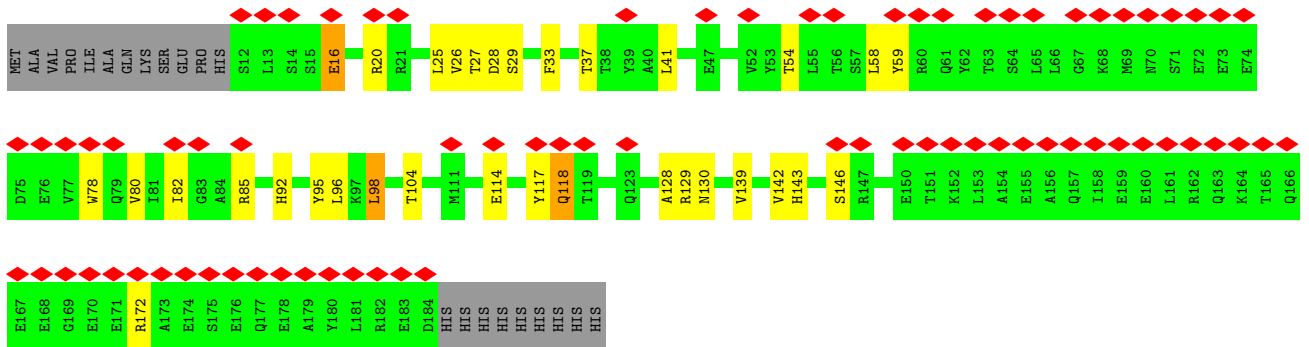 MET ALA VAL PRO ILE ALA GLN LYS SER GLU PRO HIS S12 L13 S14 S15 E16 R20 R21 L25 V26 T27 D28 S29 F33 T37 T38 Y39 A40 L41 E47 V52 Y53 T54 L55 T56 S57 L58 Y59 R60 Q61 Y62 T63 S64 L65 L66 G67 K68 M69 N70 S71 E72 E73 E74
D75 E76 V77 W78 Q79 V80 I81 I82 G83 A84 R85 H92 Y95 L96 K97 L98 T104 M111 E114 Y117 Q118 T119 Q123 A128 R129 N130 V139 V142 H143 S146 R147 E150 T151 K152 L153 A154 E155 A156 Q157 I158 E159 E160 L161 R162 Q163 K164 T165 Q166
E167 E168 G169 E170 E171 R172 A173 E174 S175 E176 Q177 E178 A179 Y180 L181 R182 E183 D184 HIS HIS HIS HIS HIS HIS HIS HIS HIS